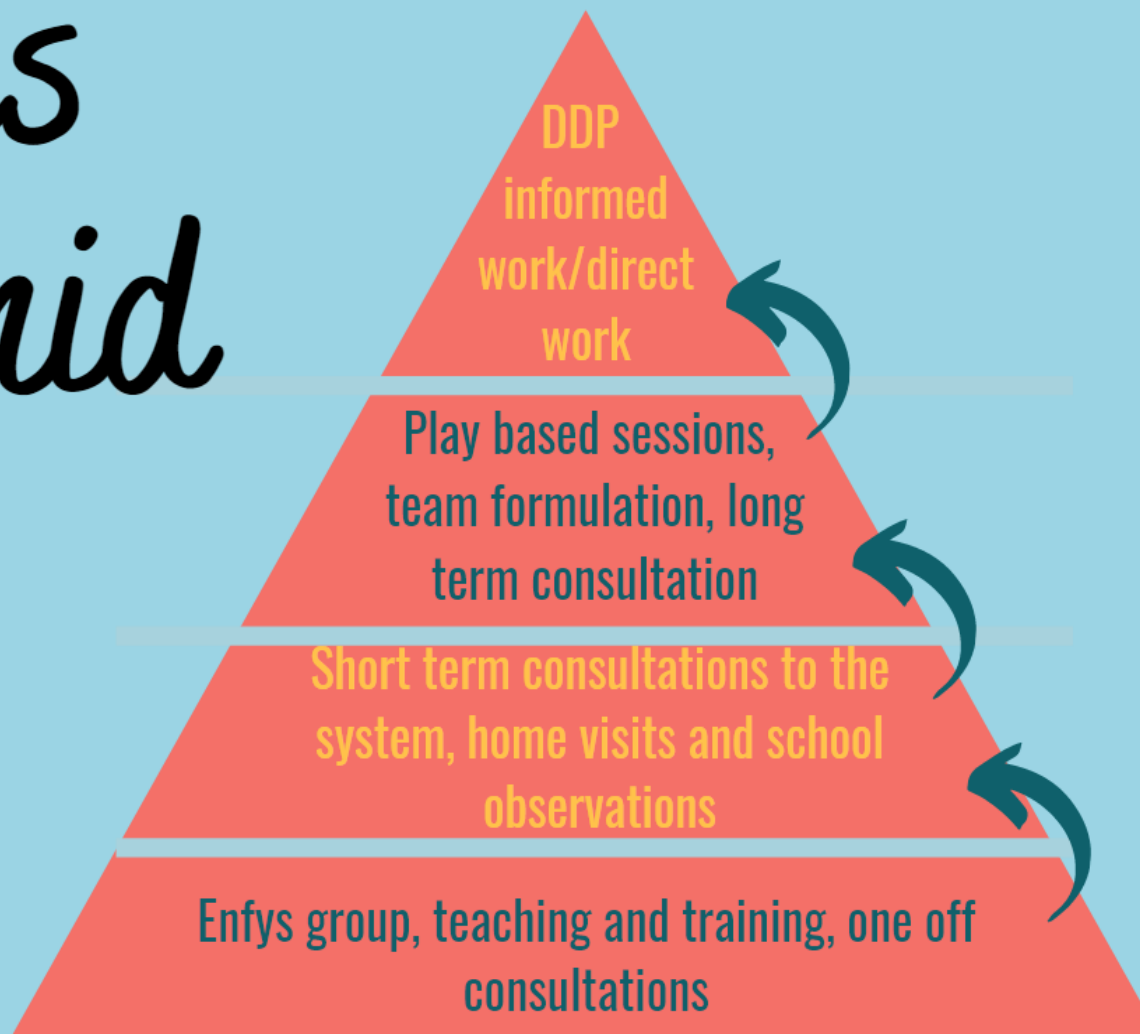 s
nid
DDP
informed
work/direct
work
Play based sessions,
team formulation, long
term consultation
Short term consultations to the
system, home visits and school
observations
Enfys group, teaching and training, one off
consultations